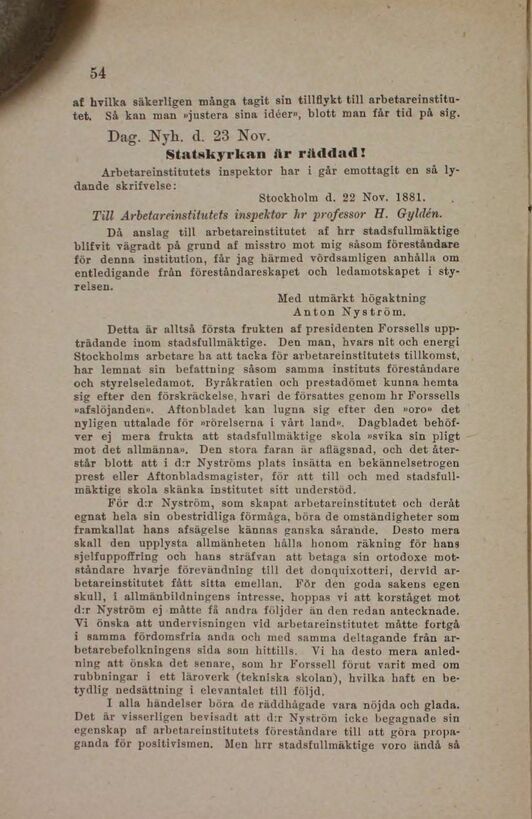 54
af hvilka säkerligen många tagit sin tillflykt till arbetareinstitu-
tet. Så kan man »justera sina idéer», blott man får tid på sig.
Dag. Nyh. d. 23 Nov.
Statskyrkan är räddad!
Arbetareinstitutets inspektor har i går emottagit en så ly-
dande skrifvelse:
Stockholm d. 22 Nov. 1881.
Till Arbetareinstitutets inspektor hr professor H. Gyldén.
Då anslag till arbetareinstitutet af hrr stadsfullmäktige
blifvit vägradt på grund af misstro mot mig såsom föreståndare
för denna institution, får jag härmed vördsamligen anhålla om
entledigande från föreståndareskapet och ledamotskapet i sty-
relsen.
Med utmärkt högaktning
Anton Nyström.
Detta är alltså första frukten af presidenten Forssells upp-
trädande inom stadsfullmäktige. Den man, hvars nit och energi
Stockholms arbetare ha att tacka för arbetareinstitutets tillkomst,
har lemnat sin befattning såsom samma instituts föreståndare
och styrelseledamot. Byråkratien och prestadömet kunna hemta
sig efter den förskräckelse, hvari de försattes genom hr Forssells
»afslöjanden». Aftonbladet kan lugna sig efter den »oro» det
nyligen uttalade för »rörelserna i vårt land». Dagbladet behöf-
ver ej mera frukta att stadsfullmäktige skola »svika sin pligt
mot det allmänna». Den stora faran är aflägsnad, och det åter-
står blott att i d:r Nyströms plats insätta en bekännelsetrogen
prest eller Aftonbladsmagister, för att till och med stadsfull-
mäktige skola skänka institutet sitt understöd.
För d:r Nyström, som skapat arbetareinstitutet och deråt
egnat hela sin obestridliga förmåga, böra de omständigheter som
framkallat hans afsägelse kännas ganska sårande. Desto mera
skall den upplysta allmänheten hålla honom räkning för hans
sjelfuppoffring och hans sträfvan att betaga sin ortodoxe mot-
ståndare hvarje förevändning till det donquixotteri, dervid ar-
betareinstitutet fått sitta emellan. För den goda sakens egen
skull, i allmänbildningens intresse, hoppas vi att korståget mot
d:r Nyström ej måtte få andra följder än den redan antecknade.
Vi önska att undervisningen vid arbetareinstitutet måtte fortgå
i samma fördomsfria anda och med samma deltagande från ar-
betarebefolkningens sida som hittills. Vi ha desto mera anled-
ning att önska det senare, som hr Forssell förut varit med om
rubbningar i ett läroverk (tekniska skolan), hvilka haft en be-
tydlig nedsättning i elevantalet till följd.
I alla händelser böra de räddhågade vara nöjda och glada.
Det är visserligen bevisadt att d:r Nyström icke begagnade sin
egenskap af arbetareinstitutets föreståndare till att göra propa-
ganda för positivismen. Men hrr stadsfullmäktige voro ändå så